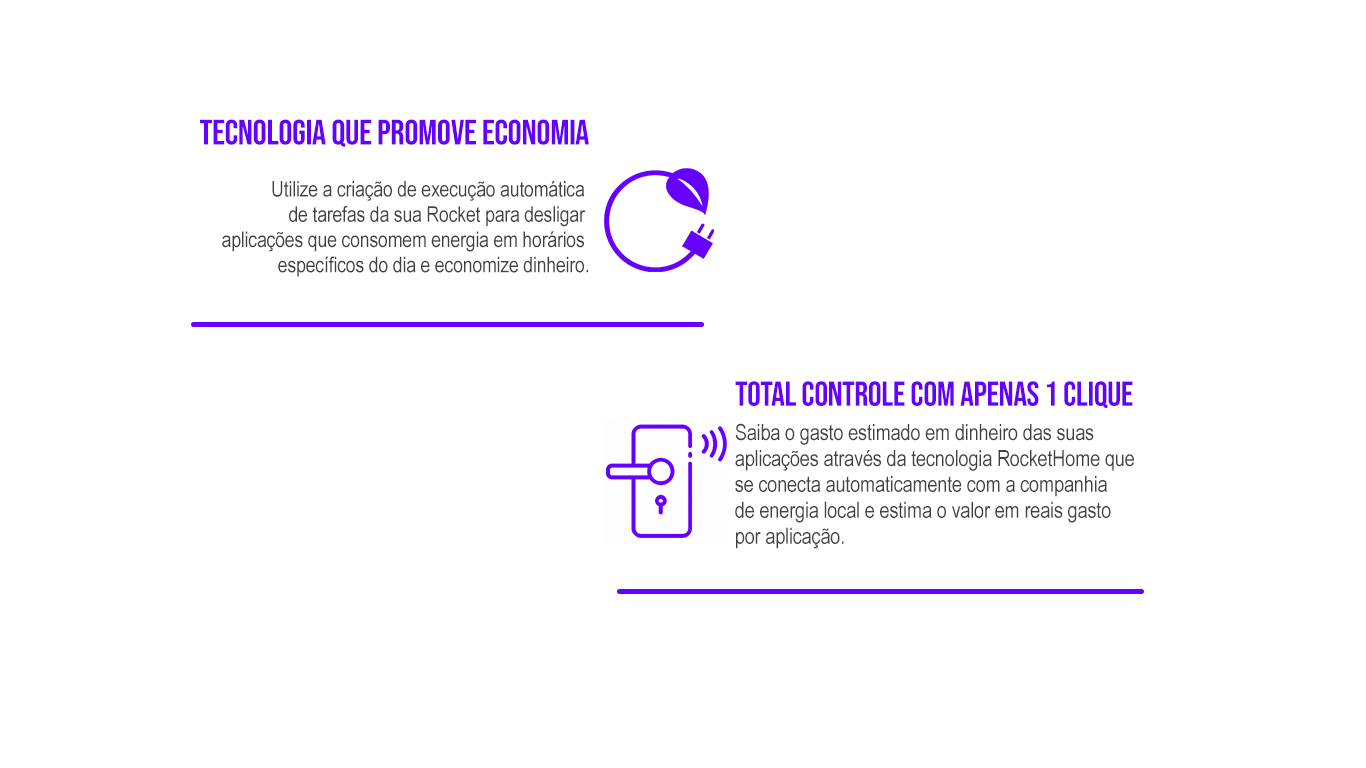 TECNOLOGIA QUE PROMOVE ECONOMIA
Utilize a criação de execução automática
de tarefas da sua Rocket para desligar
aplicações que consomem energia em horários
específicos do dia e economize dinheiro.
TOTAL CONTROLE COM APENAS 1 CLIQUE
Saiba o gasto estimado em dinheiro das suas
aplicações através da tecnologia RocketHome que
se conecta automaticamente com a companhia
de energia local e estima o valor em reais gasto
por aplicação.